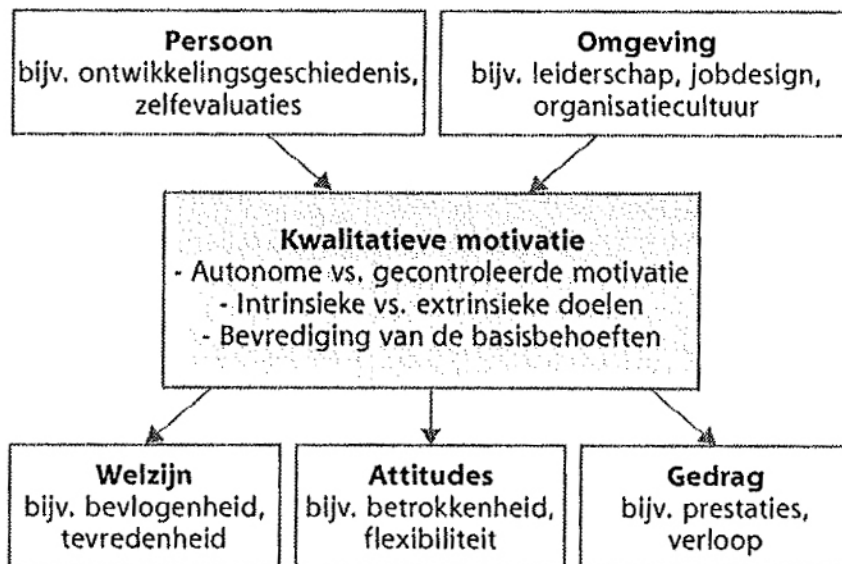 Persoon
bijv. ontwikkelingsgeschiedenis,
zelfevaluaties
Omgeving
bijv. leiderschap, jobdesign,
organisatiecultuur
Kwalitatieve motivatie
- Autonome vs. gecontroleerde motivatie
- Intrinsieke vs. extrinsieke doelen
- Bevrediging van de basisbehoeften
Welzijn
bijv. bevlogenheid,
tevredenheid
Attitudes
bijv. betrokkenheid,
flexibiliteit
Gedrag
bijv. prestaties,
verloop